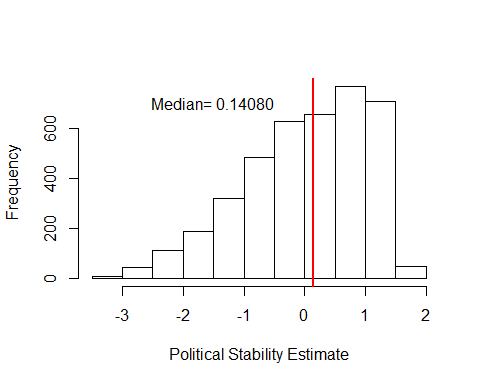 Median= 0.14080
Frequency
0 200 400 600
-3 -2 -1 0 1 2
Political Stability Estimate